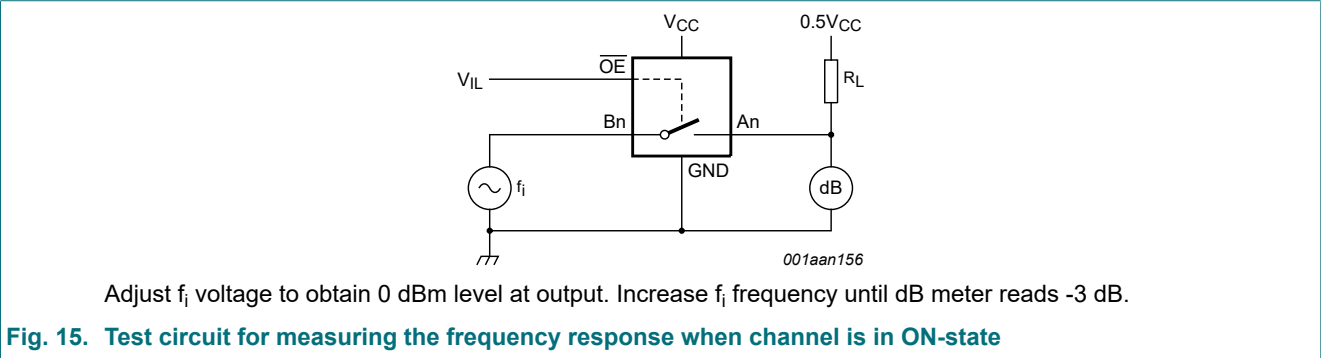 VCC
0.5VCC
OE
VIL
RL
Bn
An
GND
fi
dB
001aan156
Adjust fi voltage to obtain 0 dBm level at output. Increase fi frequency until dB meter reads -3 dB.
Fig. 15. Test circuit for measuring the frequency response when channel is in ON-state